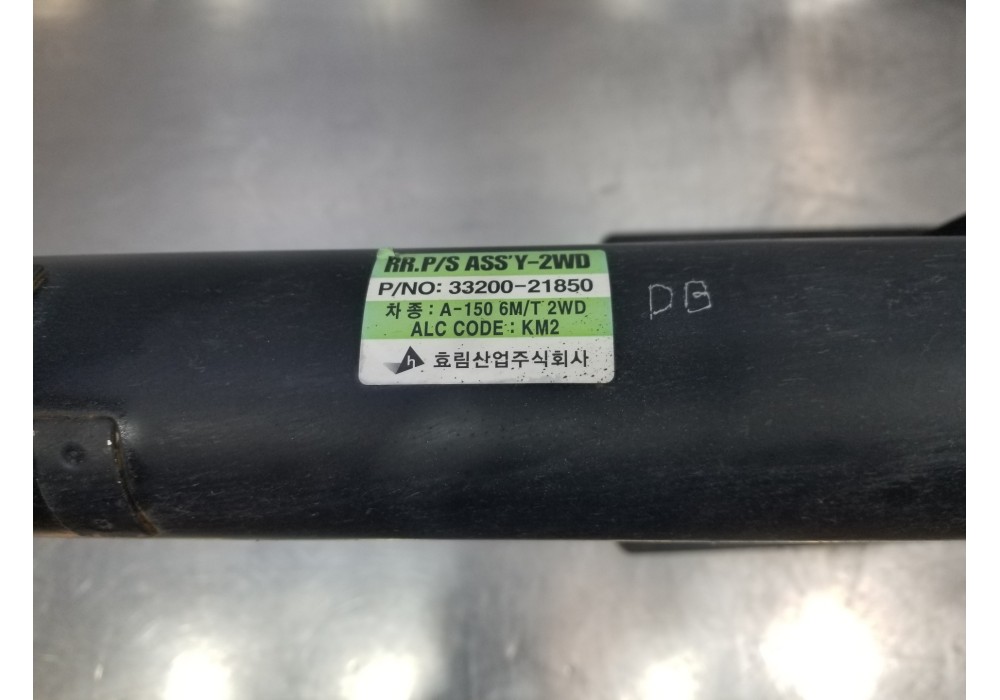 RR.P/S ASS'Y-2WD
P/NO: 33200-21850
차 종 : A-150 6M/T 2WD
ALC CODE : KM2
h 효림산업주식회사
DB